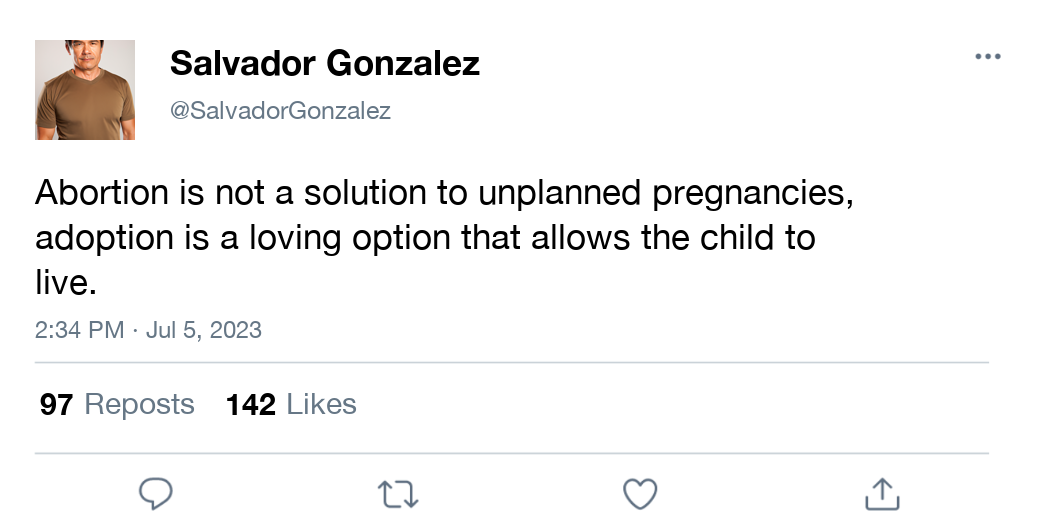 Salvador Gonzalez
@SalvadorGonzalez
Abortion is not a solution to unplanned pregnancies,
adoption is a loving option that allows the child to
live.
2:34 PM · Jul 5, 2023
97 Reposts 142 Likes